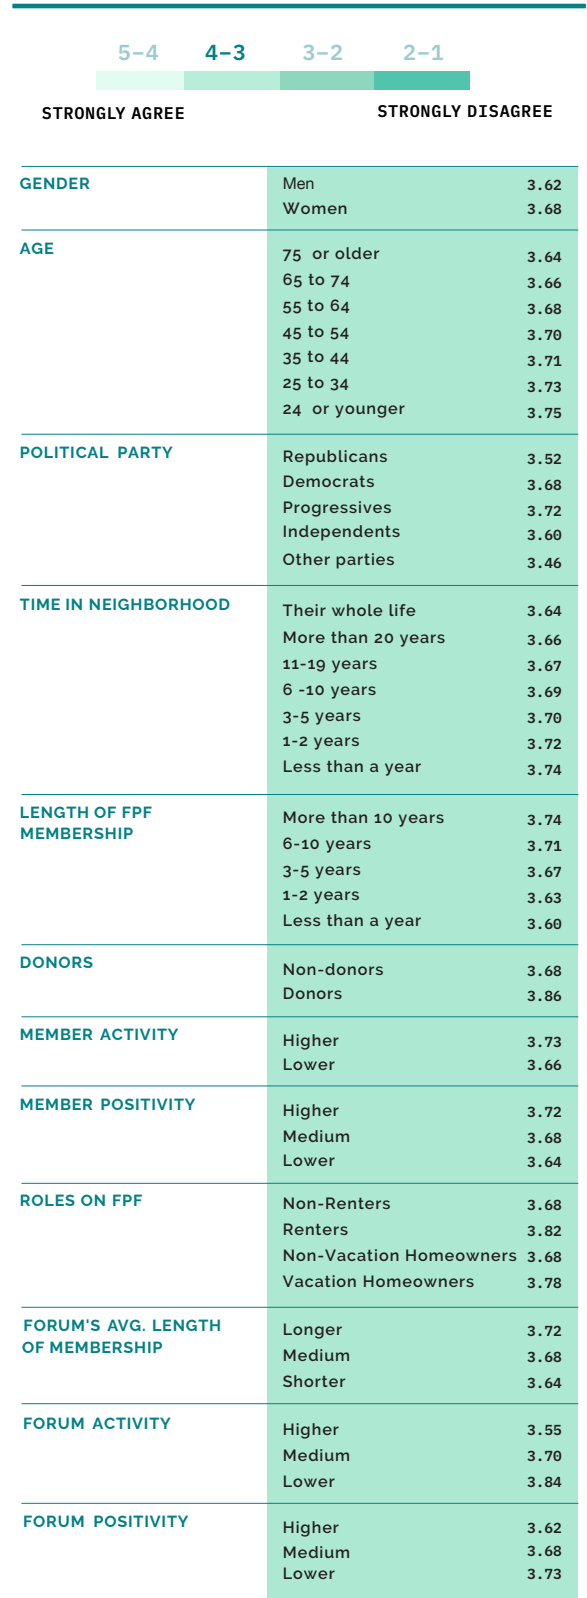 5–4 4–3 3–2 2–1
STRONGLY AGREE STRONGLY DISAGREE
GENDER Men 3.62
Women 3.68
AGE 75 or older 3.64
65 to 74 3.66
55 to 64 3.68
45 to 54 3.70
35 to 44 3.71
25 to 34 3.73
24 or younger 3.75
POLITICAL PARTY Republicans 3.52
Democrats 3.68
Progressives 3.72
Independents 3.60
Other parties 3.46
TIME IN NEIGHBORHOOD Their whole life 3.64
More than 20 years 3.66
11-19 years 3.67
6 -10 years 3.69
3-5 years 3.70
1-2 years 3.72
Less than a year 3.74
LENGTH OF FPF More than 10 years 3.74
MEMBERSHIP 6-10 years 3.71
3-5 years 3.67
1-2 years 3.63
Less than a year 3.60
DONORS Non-donors 3.68
Donors 3.86
MEMBER ACTIVITY Higher 3.73
Lower 3.66
MEMBER POSITIVITY Higher 3.72
Medium 3.68
Lower 3.64
ROLES ON FPF Non-Renters 3.68
Renters 3.82
Non-Vacation Homeowners 3.68
Vacation Homeowners 3.78
FORUM'S AVG. LENGTH Longer 3.72
OF MEMBERSHIP Medium 3.68
Shorter 3.64
FORUM ACTIVITY Higher 3.55
Medium 3.70
Lower 3.84
FORUM POSITIVITY Higher 3.62
Medium 3.68
Lower 3.73